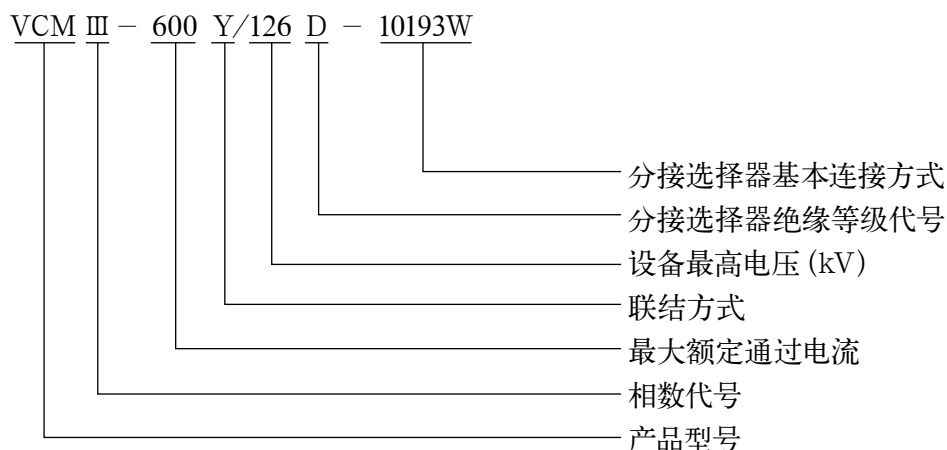 VCM Ⅲ － 600 Y/126 D － 10193W
分接选择器基本连接方式
分接选择器绝缘等级代号
设备最高电压(kV)
联结方式
最大额定通过电流
相数代号
产品型号